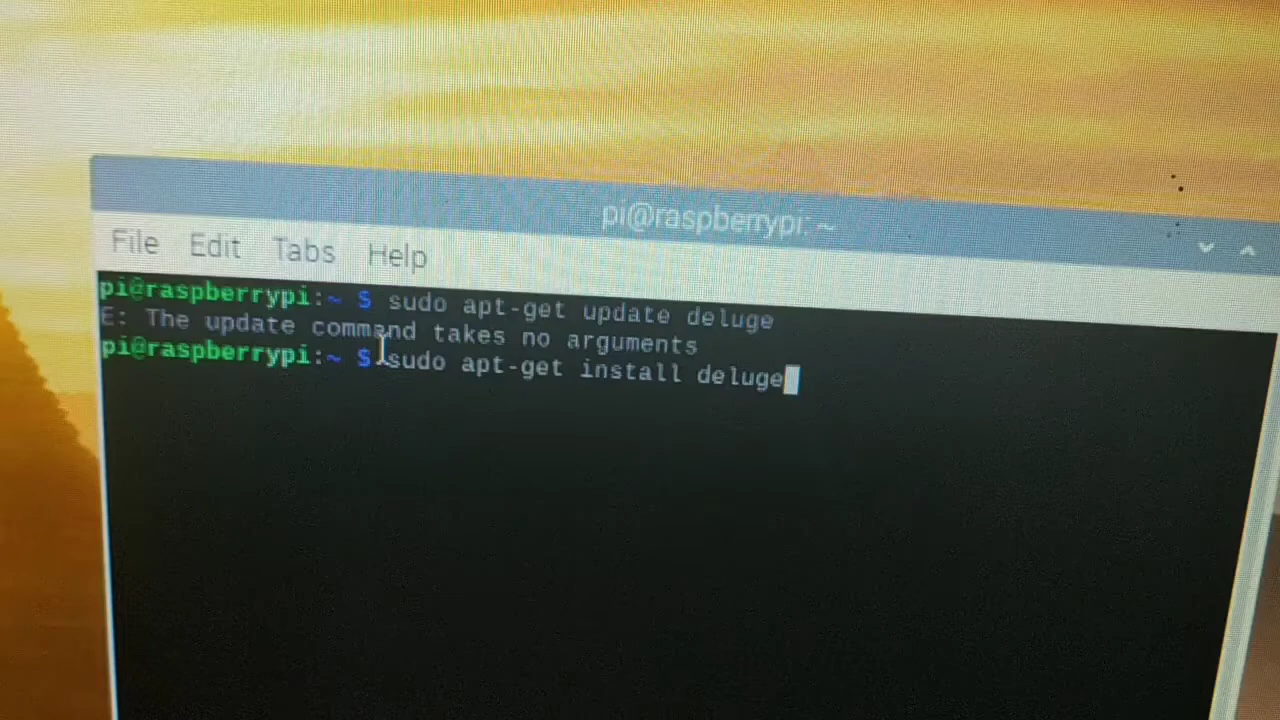 pi@raspberrypi: ~
File Edit Tabs Help
pi@raspberrypi:~ $ sudo apt-get update deluge
E: The update command takes no arguments
pi@raspberrypi:~ $ sudo apt-get install deluge